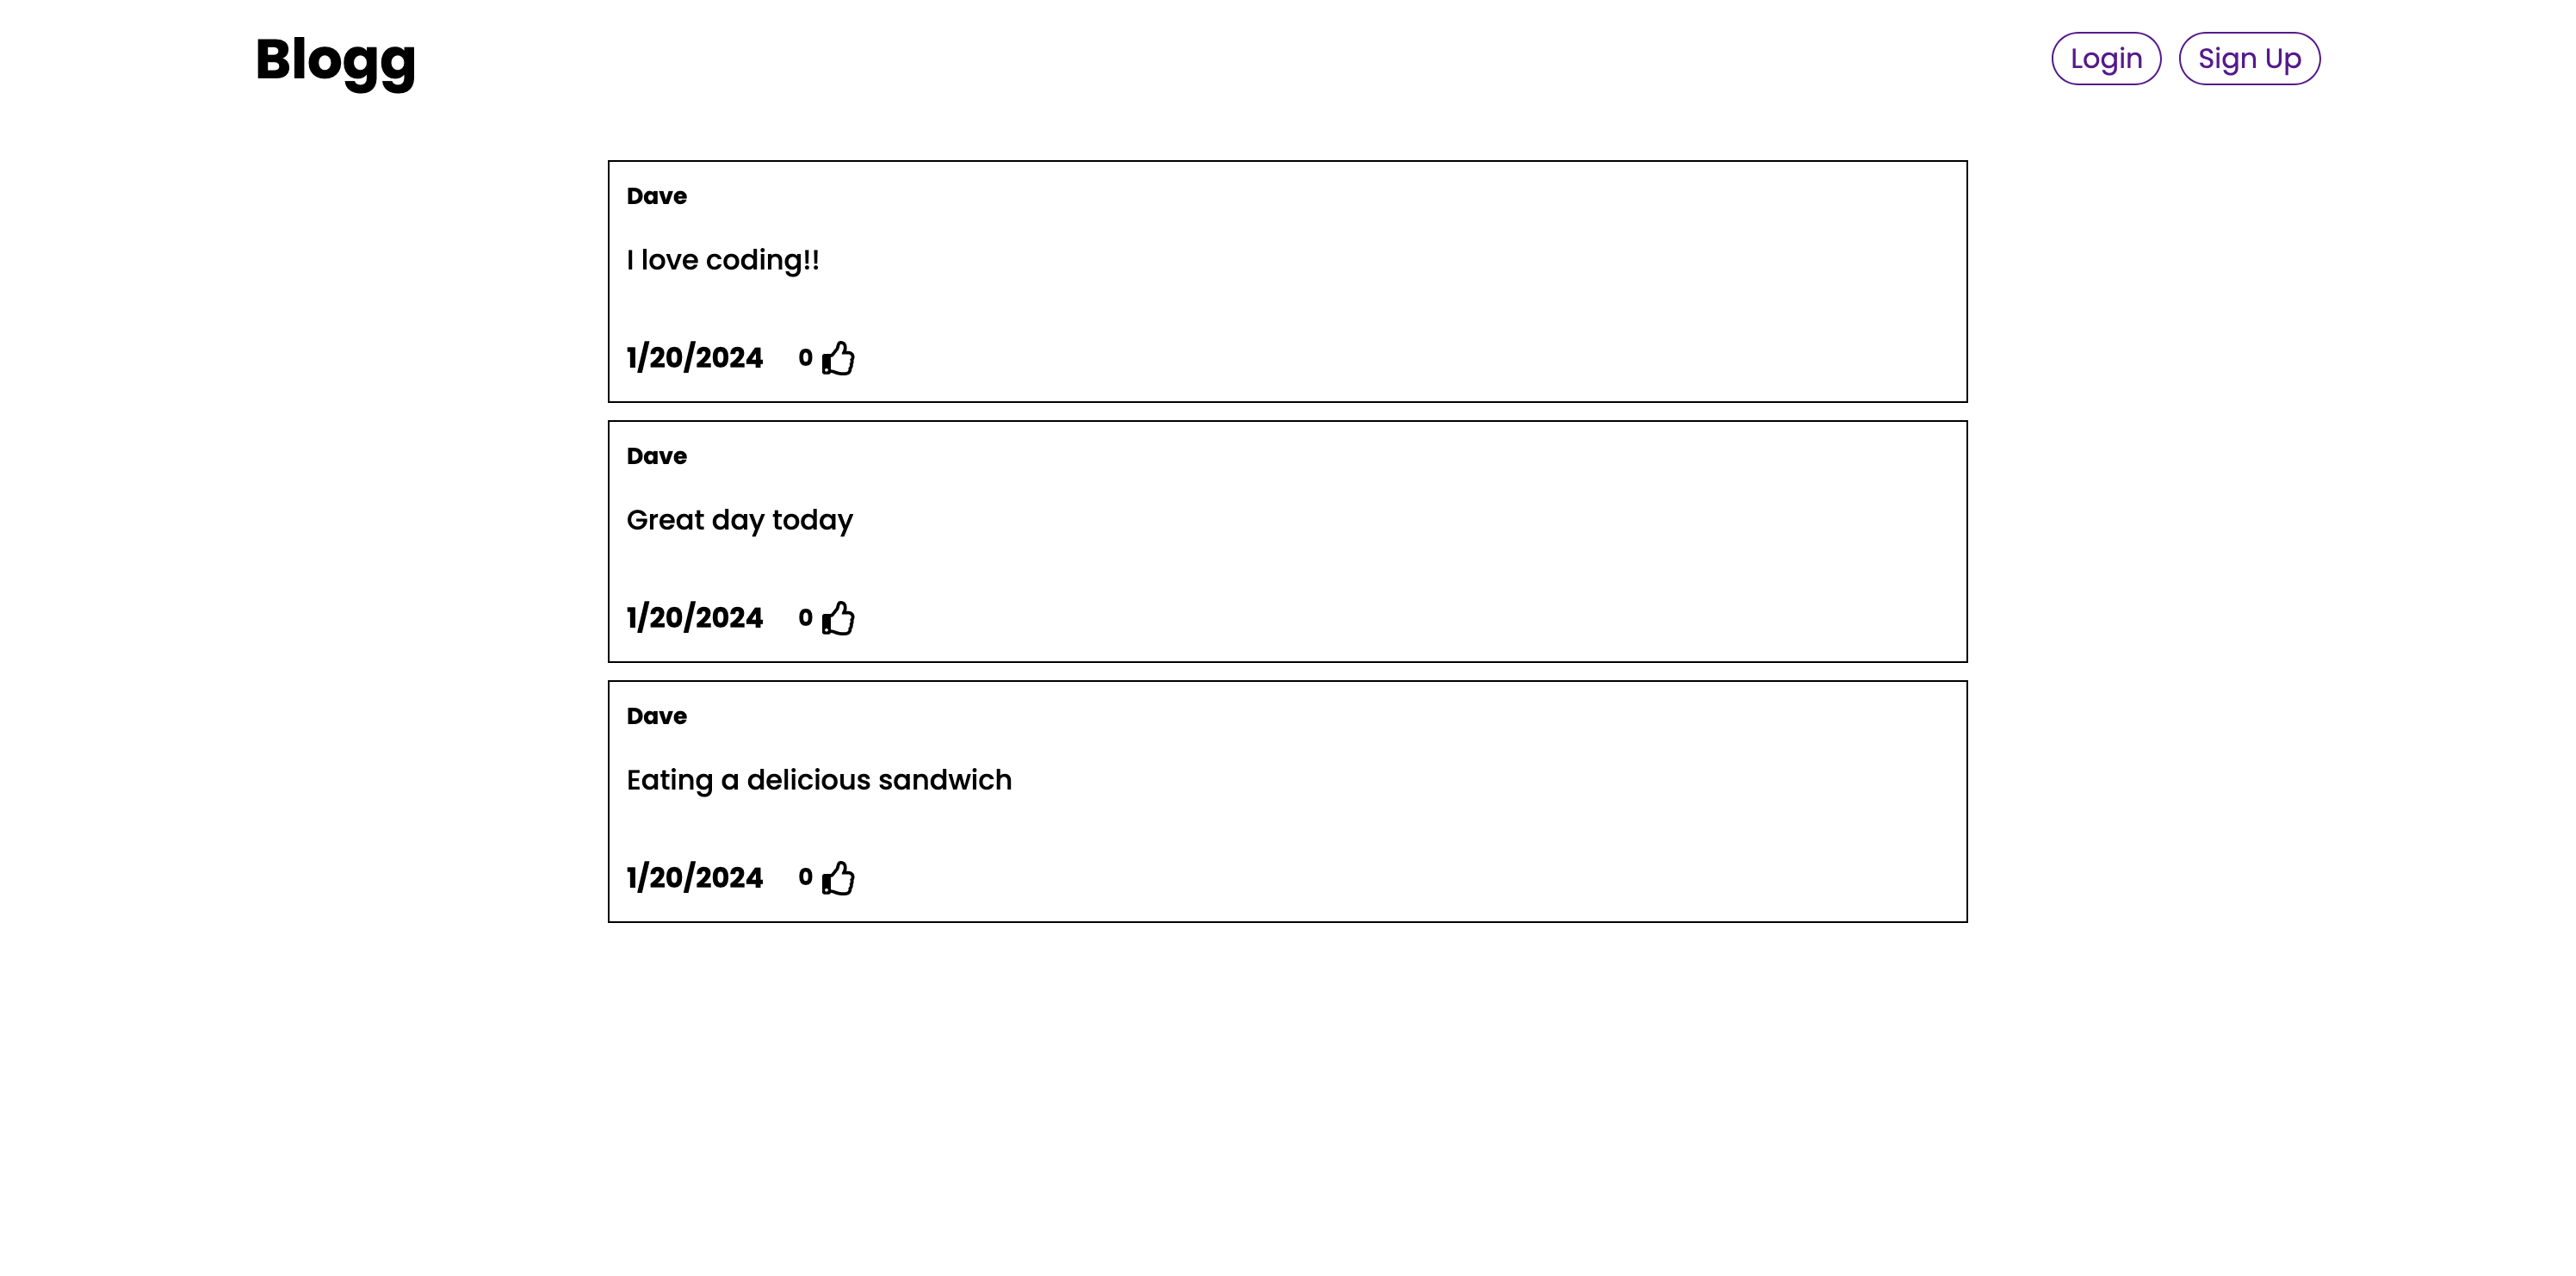 Blogg
Login Sign Up
Dave
I love coding!!
1/20/2024 0
Dave
Great day today
1/20/2024 0
Dave
Eating a delicious sandwich
1/20/2024 0